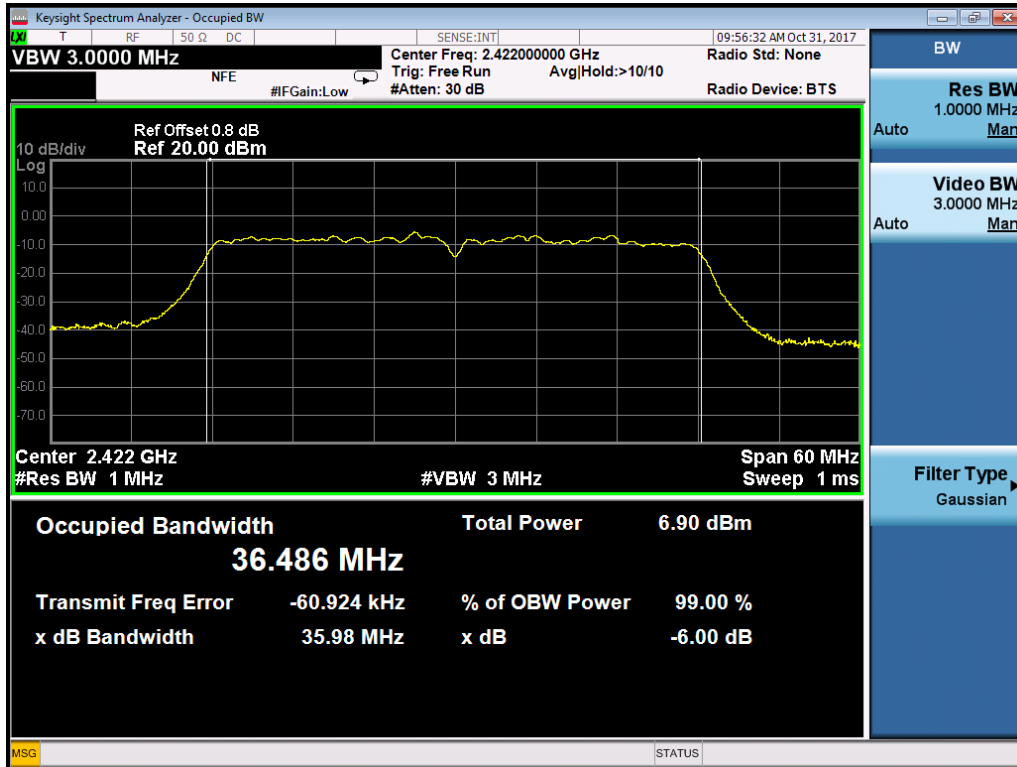 Keysight Spectrum Analyzer - Occupied BW
LXI T RF 50 Ω DC SENSE:INT 09:56:32 AM Oct 31, 2017
VBW 3.0000 MHz Center Freq: 2.422000000 GHz Radio Std: None
NFE Trig: Free Run Avg|Hold:>10/10
#IFGain:Low #Atten: 30 dB Radio Device: BTS
Ref Offset 0.8 dB
10 dB/div Ref 20.00 dBm
Log
10.0
0.00
-10.0
-20.0
-30.0
-40.0
-50.0
-60.0
-70.0
Center 2.422 GHz Span 60 MHz
#Res BW 1 MHz #VBW 3 MHz Sweep 1 ms
Occupied Bandwidth Total Power 6.90 dBm
36.486 MHz
Transmit Freq Error -60.924 kHz % of OBW Power 99.00 %
x dB Bandwidth 35.98 MHz x dB -6.00 dB
BW
Res BW
1.0000 MHz
Auto Man
Video BW
3.0000 MHz
Auto Man
Filter Type
Gaussian
MSG STATUS